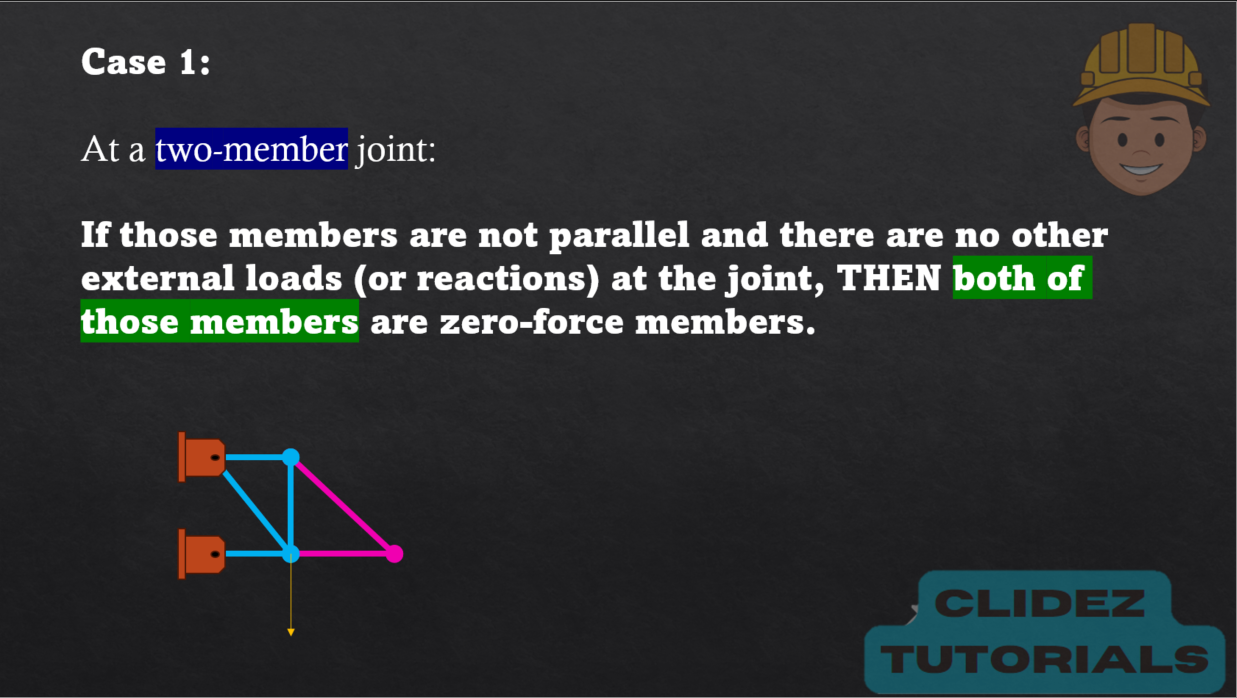 Case 1:
At a two-member joint:
If those members are not parallel and there are no other
external loads (or reactions) at the joint, THEN both of
those members are zero-force members.
CLIDEZ
TUTORIALS